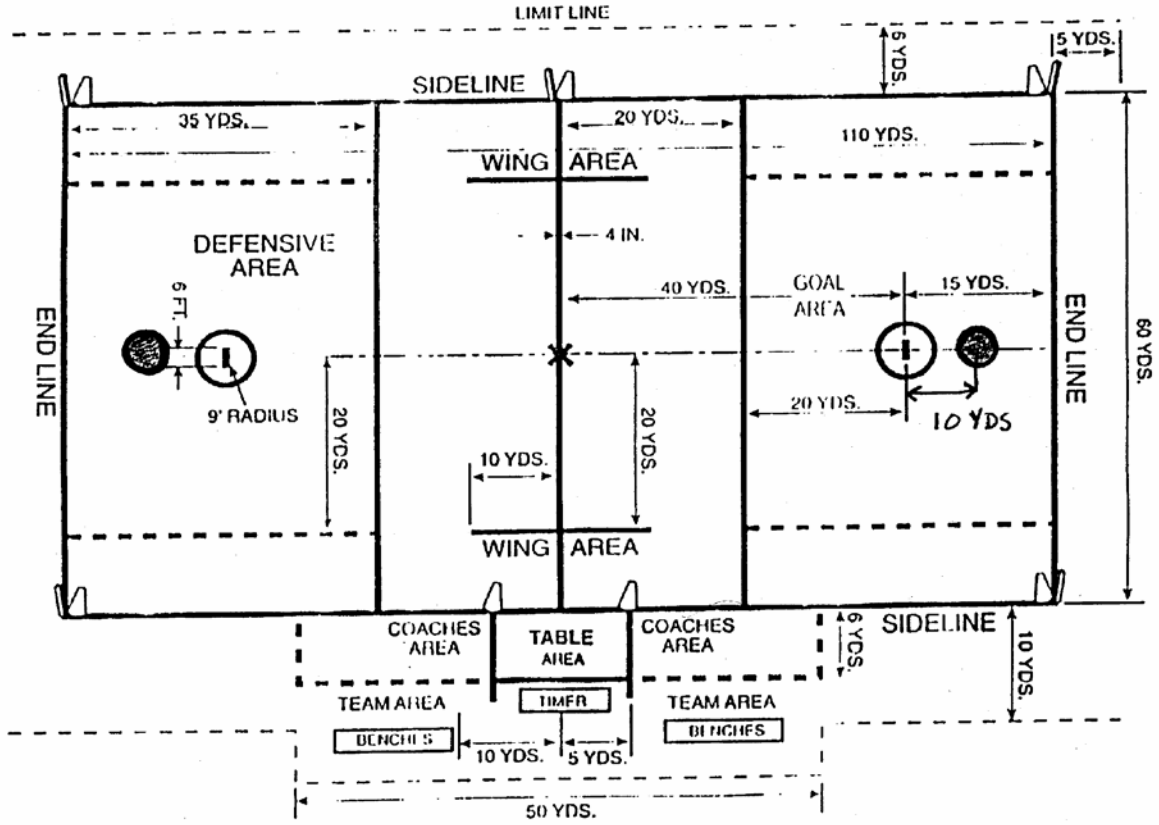 LIMIT LINE
6 YDS.
5 YDS.
SIDELINE
35 YDS.
20 YDS.
110 YDS.
WING AREA
4 IN.
DEFENSIVE
AREA
40 YDS.
GOAL
AREA
15 YDS.
6 FT.
END LINE
END LINE
60 YDS.
9' RADIUS
20 YDS.
20 YDS.
20 YDS.
10 YDS
10 YDS.
WING AREA
COACHES
AREA
TABLE
AREA
COACHES
AREA
6 YDS.
SIDELINE
10 YDS.
TEAM AREA
TIMER
TEAM AREA
BENCHES
10 YDS.
5 YDS.
BENCHES
50 YDS.